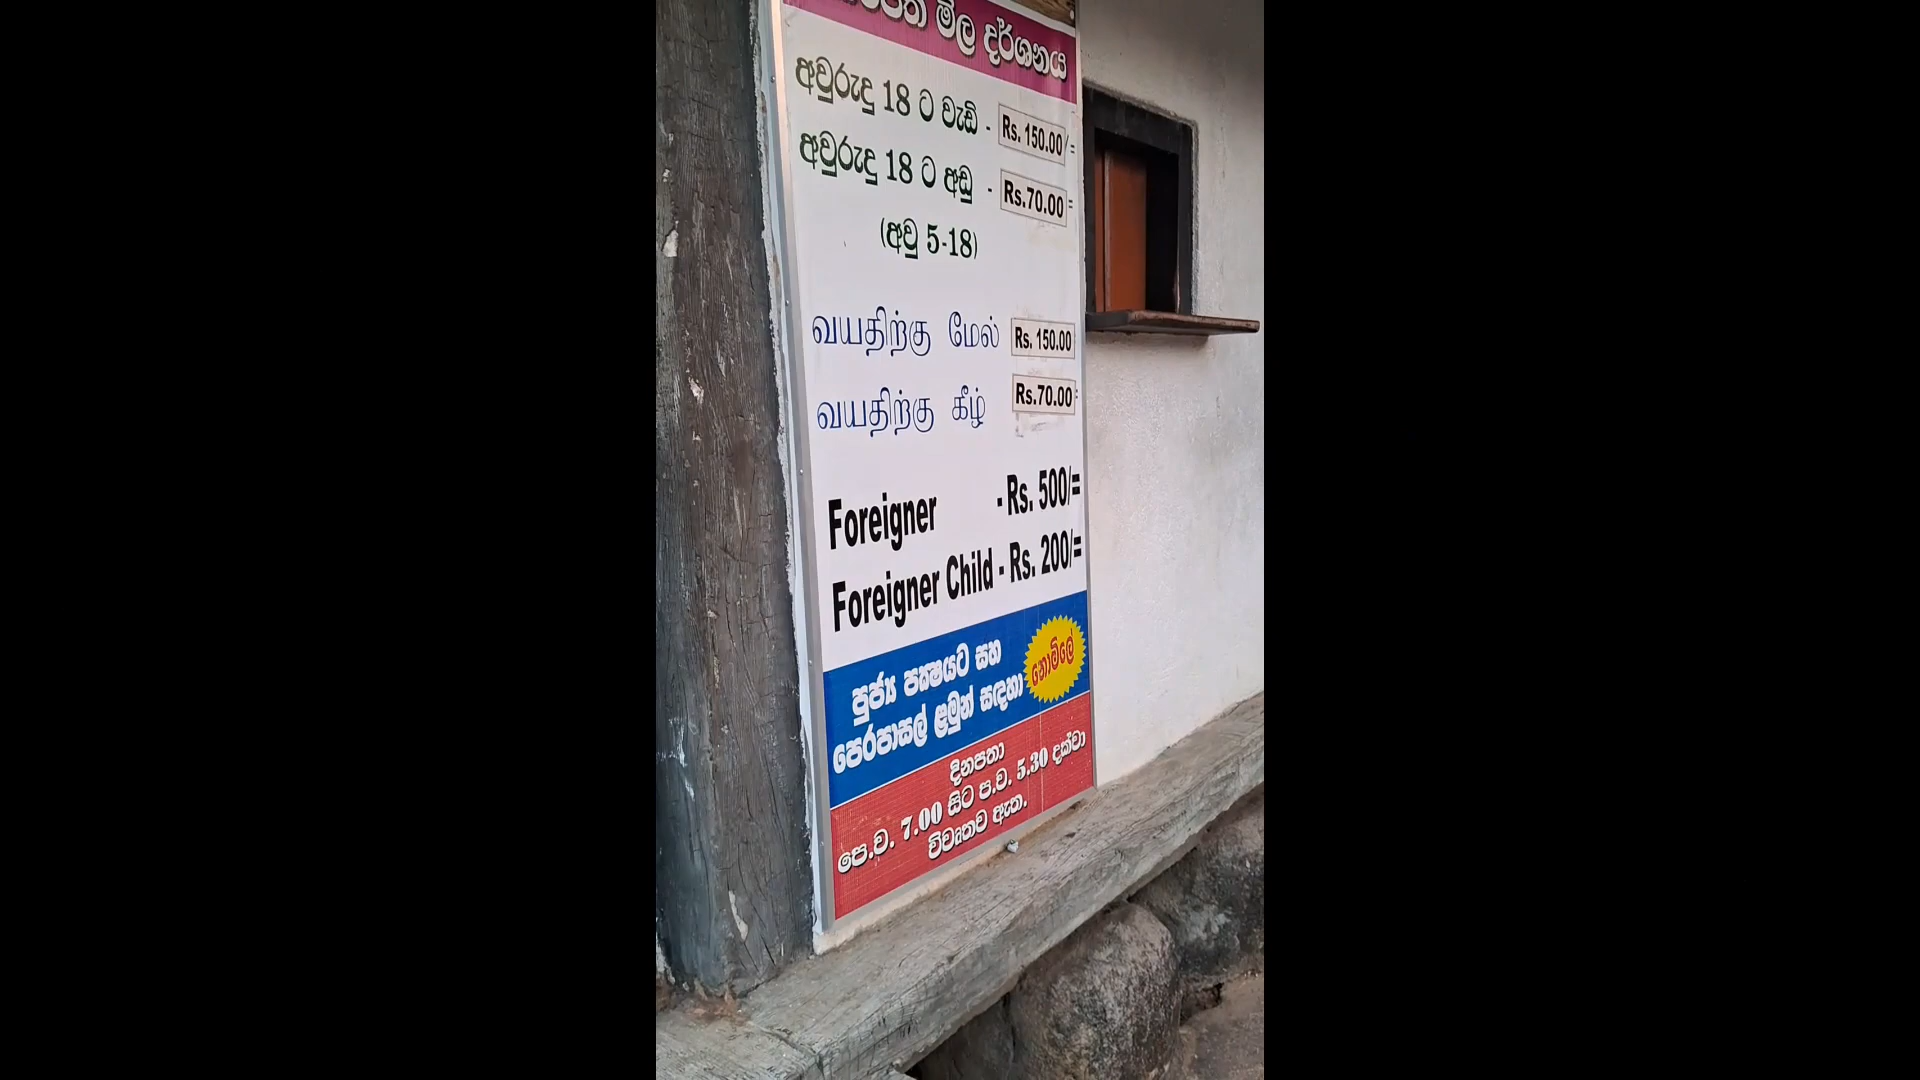 මිල දර්ශනය
අවුරුදු 18 ට වැඩි - Rs. 150.00/=
අවුරුදු 18 ට අඩු - Rs.70.00=
(අවු 5-18)
வயதிற்கு மேல் Rs. 150.00
வயதிற்கு கீழ் Rs.70.00
Foreigner - Rs. 500/=
Foreigner Child - Rs. 200/=
පූජ්‍ය පක්ෂයට සහ
පෙරපාසල් ළමුන් සඳහා නොමිලේ
දිනපතා
පෙ.ව. 7.00 සිට ප.ව. 5.30 දක්වා
විවෘතව ඇත.